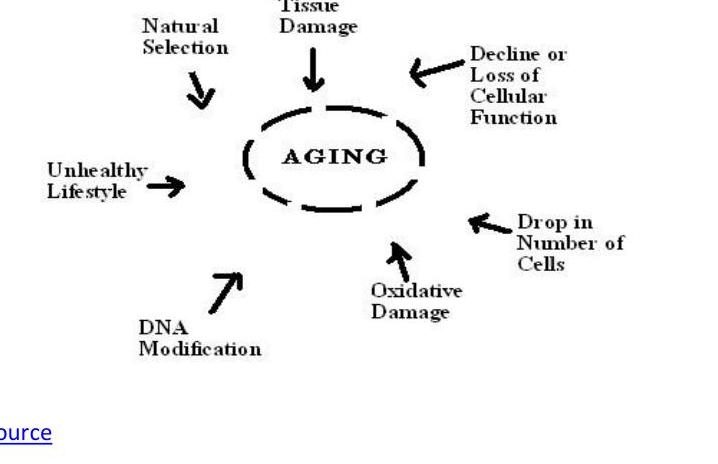 Tissue
Damage
Natural
Selection
Decline or
Loss of
Cellular
Function
AGING
Unhealthy
Lifestyle
Drop in
Number of
Cells
Oxidative
Damage
DNA
Modification
ource